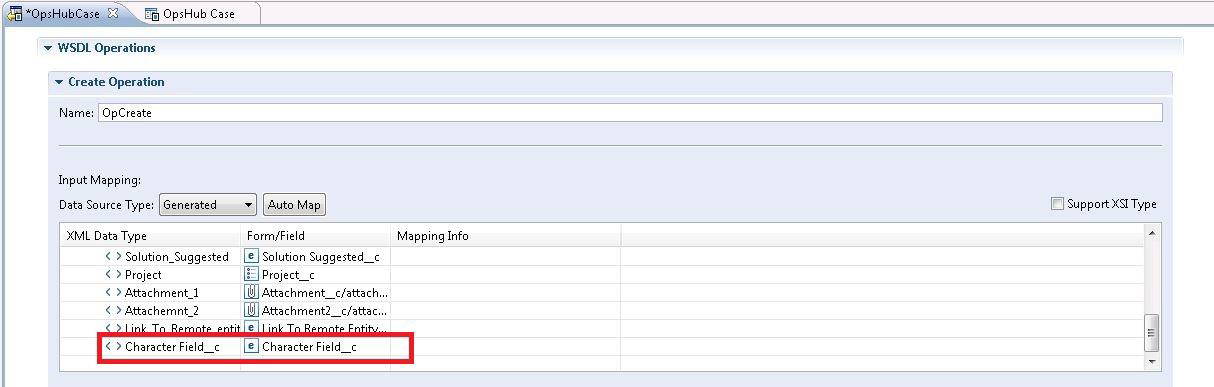 *OpsHubCase OpsHub Case
WSDL Operations
Create Operation
Name: OpCreate
Input Mapping:
Data Source Type: Generated Auto Map Support XSI Type
XML Data Type Form/Field Mapping Info
Solution_Suggested Solution Suggested__c
Project Project__c
Attachment_1 Attachment__c/attach...
Attachemnt_2 Attachment2__c/attac...
Link_To_Remote_entit Link To Remote Entity...
Character Field__c Character Field__c